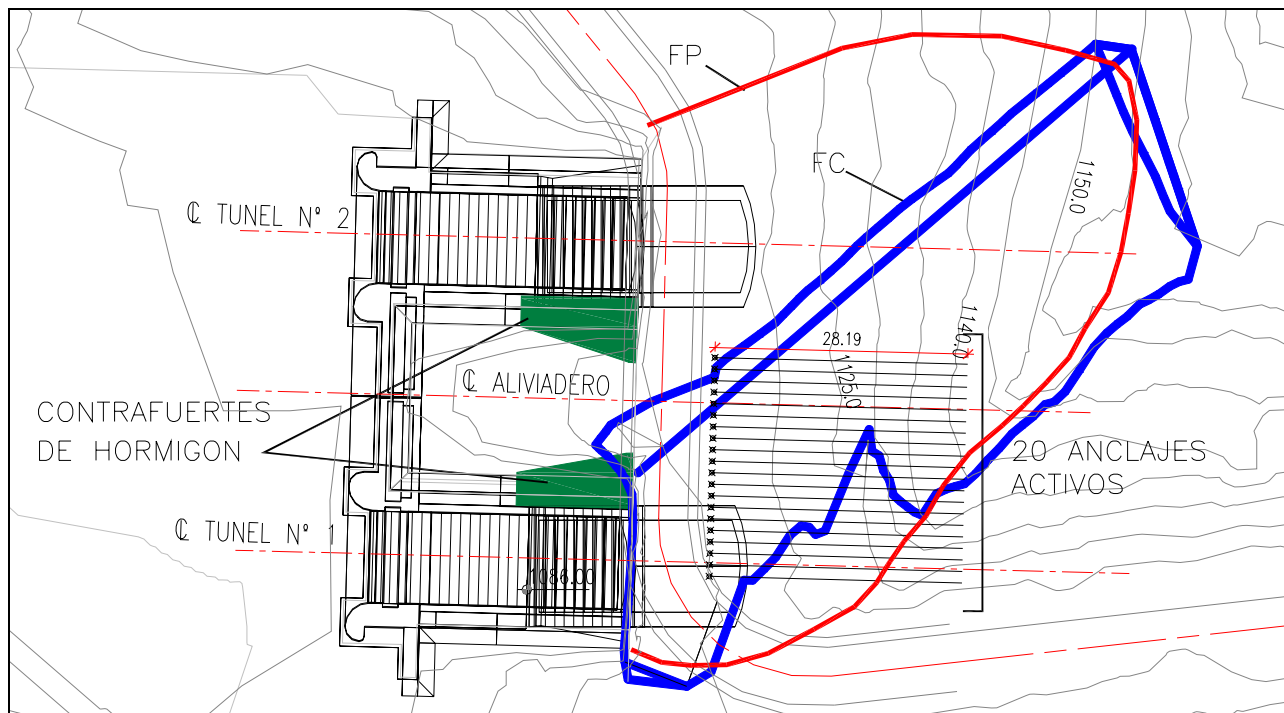 FP
FC
1150.0
℄ TUNEL N° 2
1140.0
28.19
1125.0
℄ ALIVIADERO
CONTRAFUERTES
DE HORMIGON
20 ANCLAJES
ACTIVOS
℄ TUNEL N° 1
1086.00